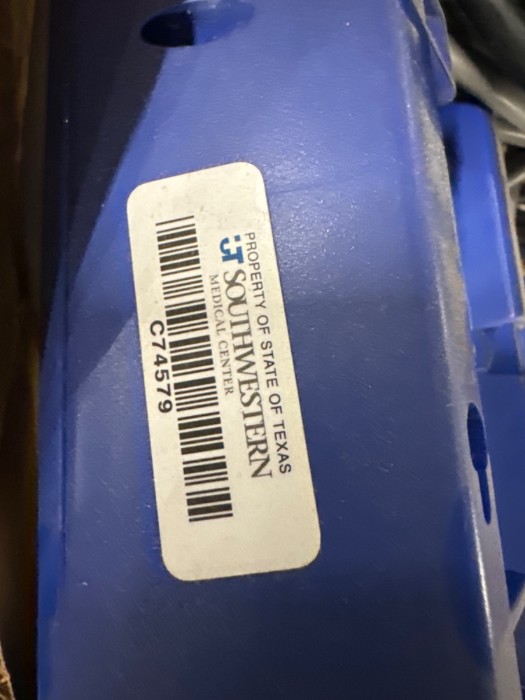 PROPERTY OF STATE OF TEXAS
UT SOUTHWESTERN
MEDICAL CENTER
C74579